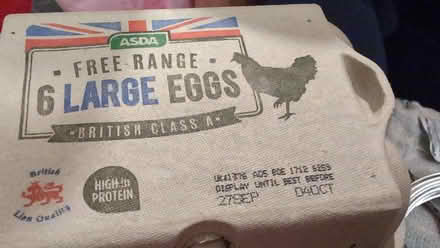 ASDA
FREE-RANGE
6 LARGE EGGS
BRITISH CLASS A
British
Lion Quality
HIGH in
PROTEIN
DISPLAY UNTIL BEST BEFORE
27SEP 04OCT